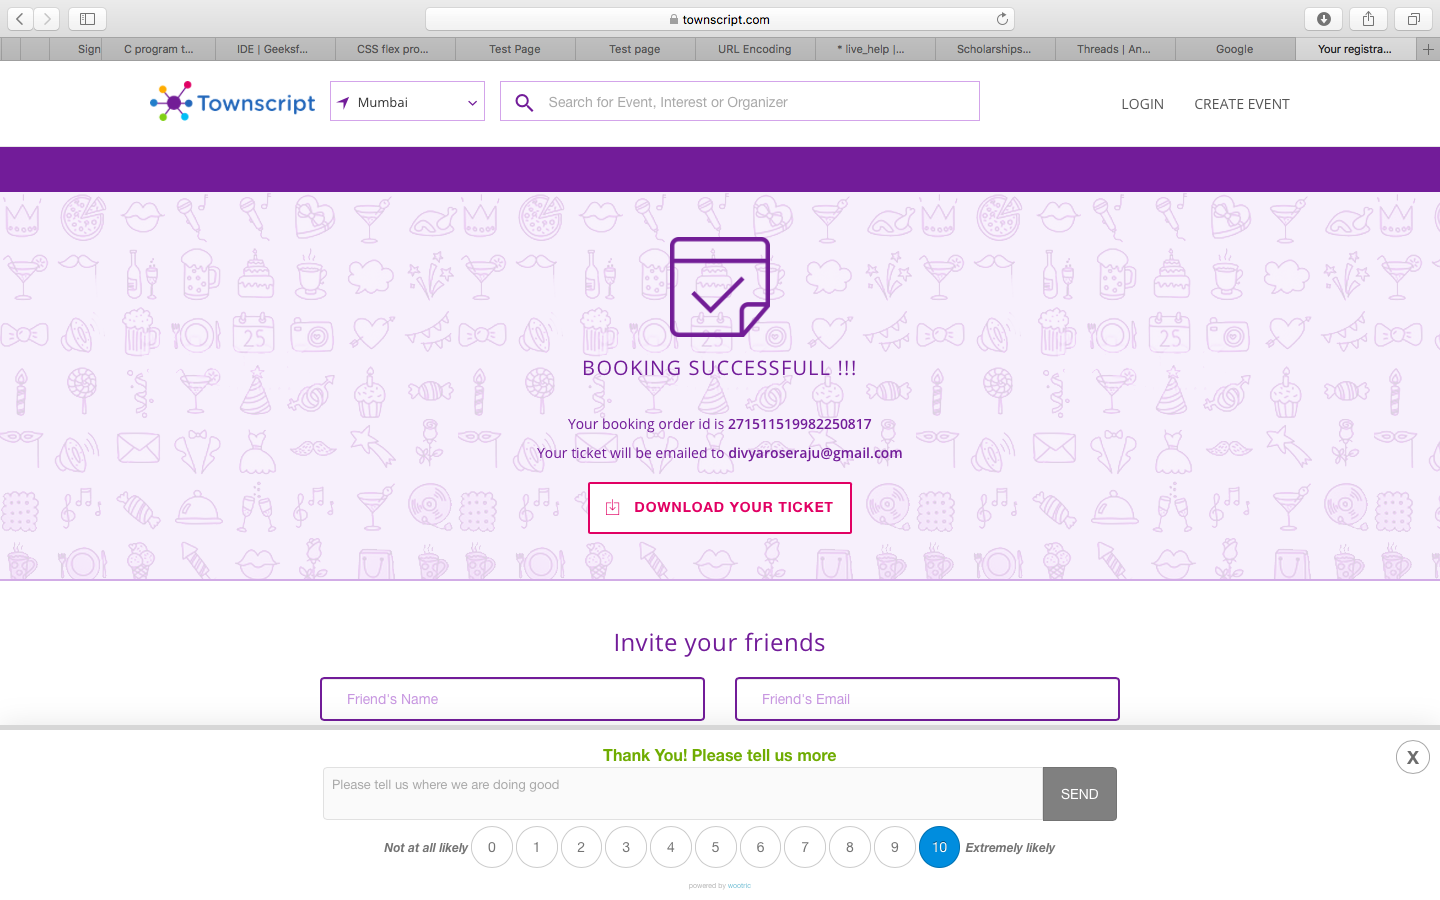 townscript.com
Sign
C program t...
IDE | Geeksf...
CSS flex pro...
Test Page
Test page
URL Encoding
* live_help |...
Scholarships...
Threads | An...
Google
Your registra...
Townscript
Mumbai
Search for Event, Interest or Organizer
LOGIN
CREATE EVENT
BOOKING SUCCESSFULL !!!
Your booking order id is 271511519982250817
Your ticket will be emailed to divyaroseraju@gmail.com
DOWNLOAD YOUR TICKET
Invite your friends
Friend's Name
Friend's Email
Thank You! Please tell us more
X
Please tell us where we are doing good
SEND
Not at all likely 0 1 2 3 4 5 6 7 8 9 10 Extremely likely
powered by wootric